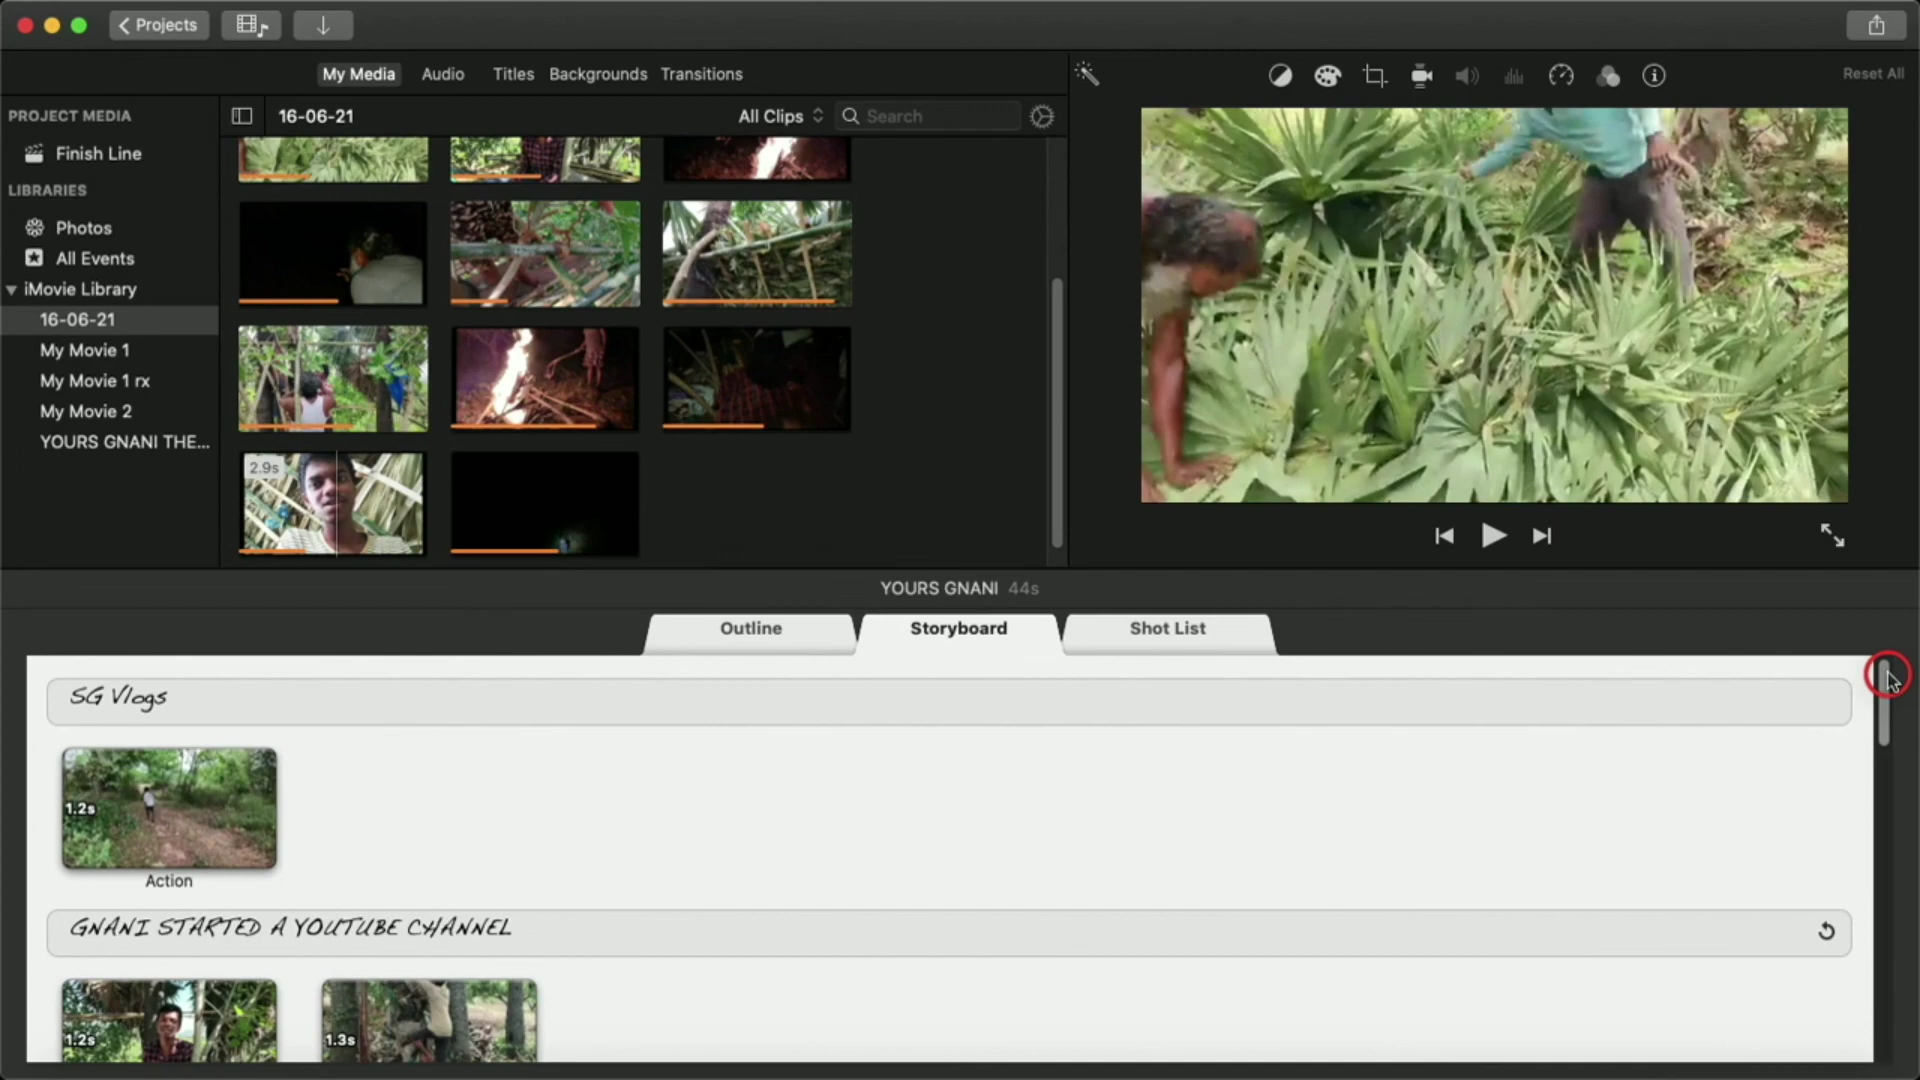 Projects
My Media Audio Titles Backgrounds Transitions
Reset All
PROJECT MEDIA
Finish Line
LIBRARIES
Photos
All Events
iMovie Library
16-06-21
My Movie 1
My Movie 1 rx
My Movie 2
YOURS GNANI THE...
16-06-21
All Clips
Search
2.9s
YOURS GNANI 44s
Outline
Storyboard
Shot List
SG Vlogs
1.2s
Action
GNANI STARTED A YOUTUBE CHANNEL
1.2s
1.3s